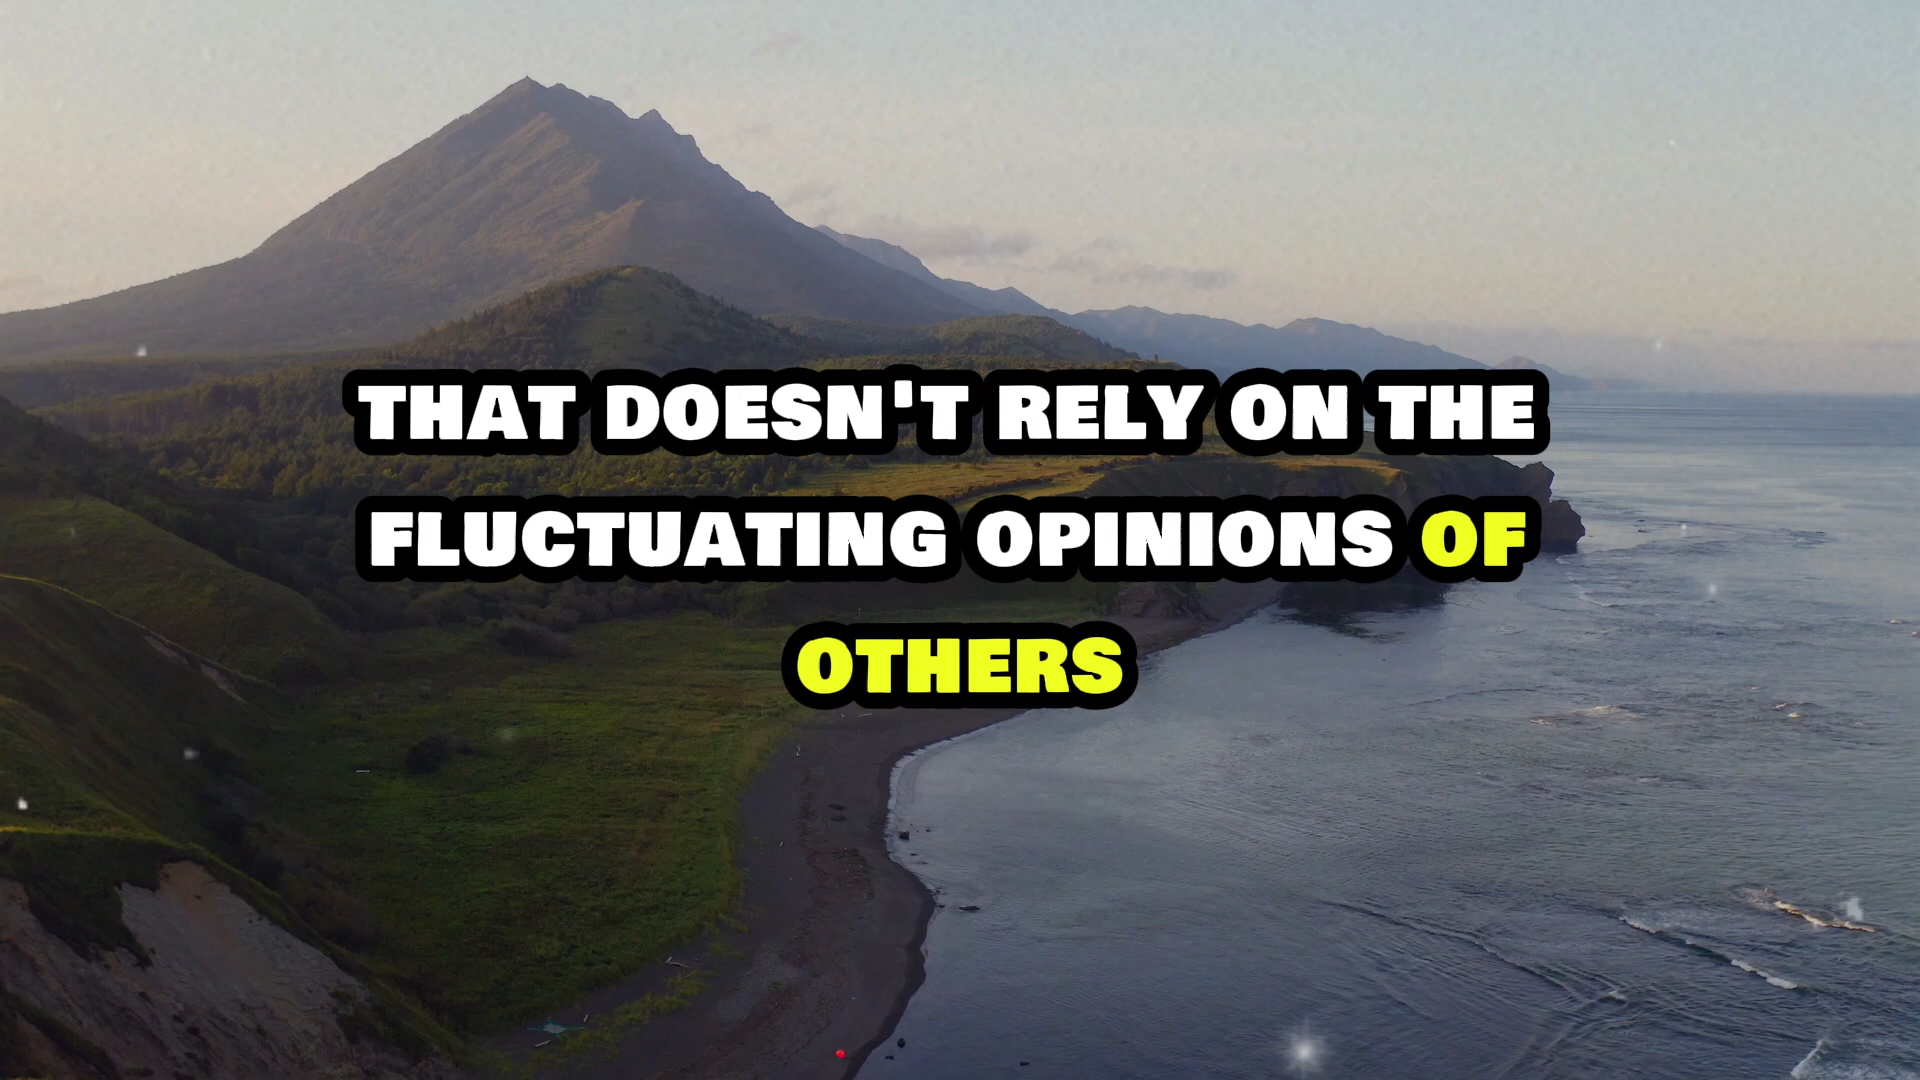 THAT DOESN'T RELY ON THE
FLUCTUATING OPINIONS OF
OTHERS